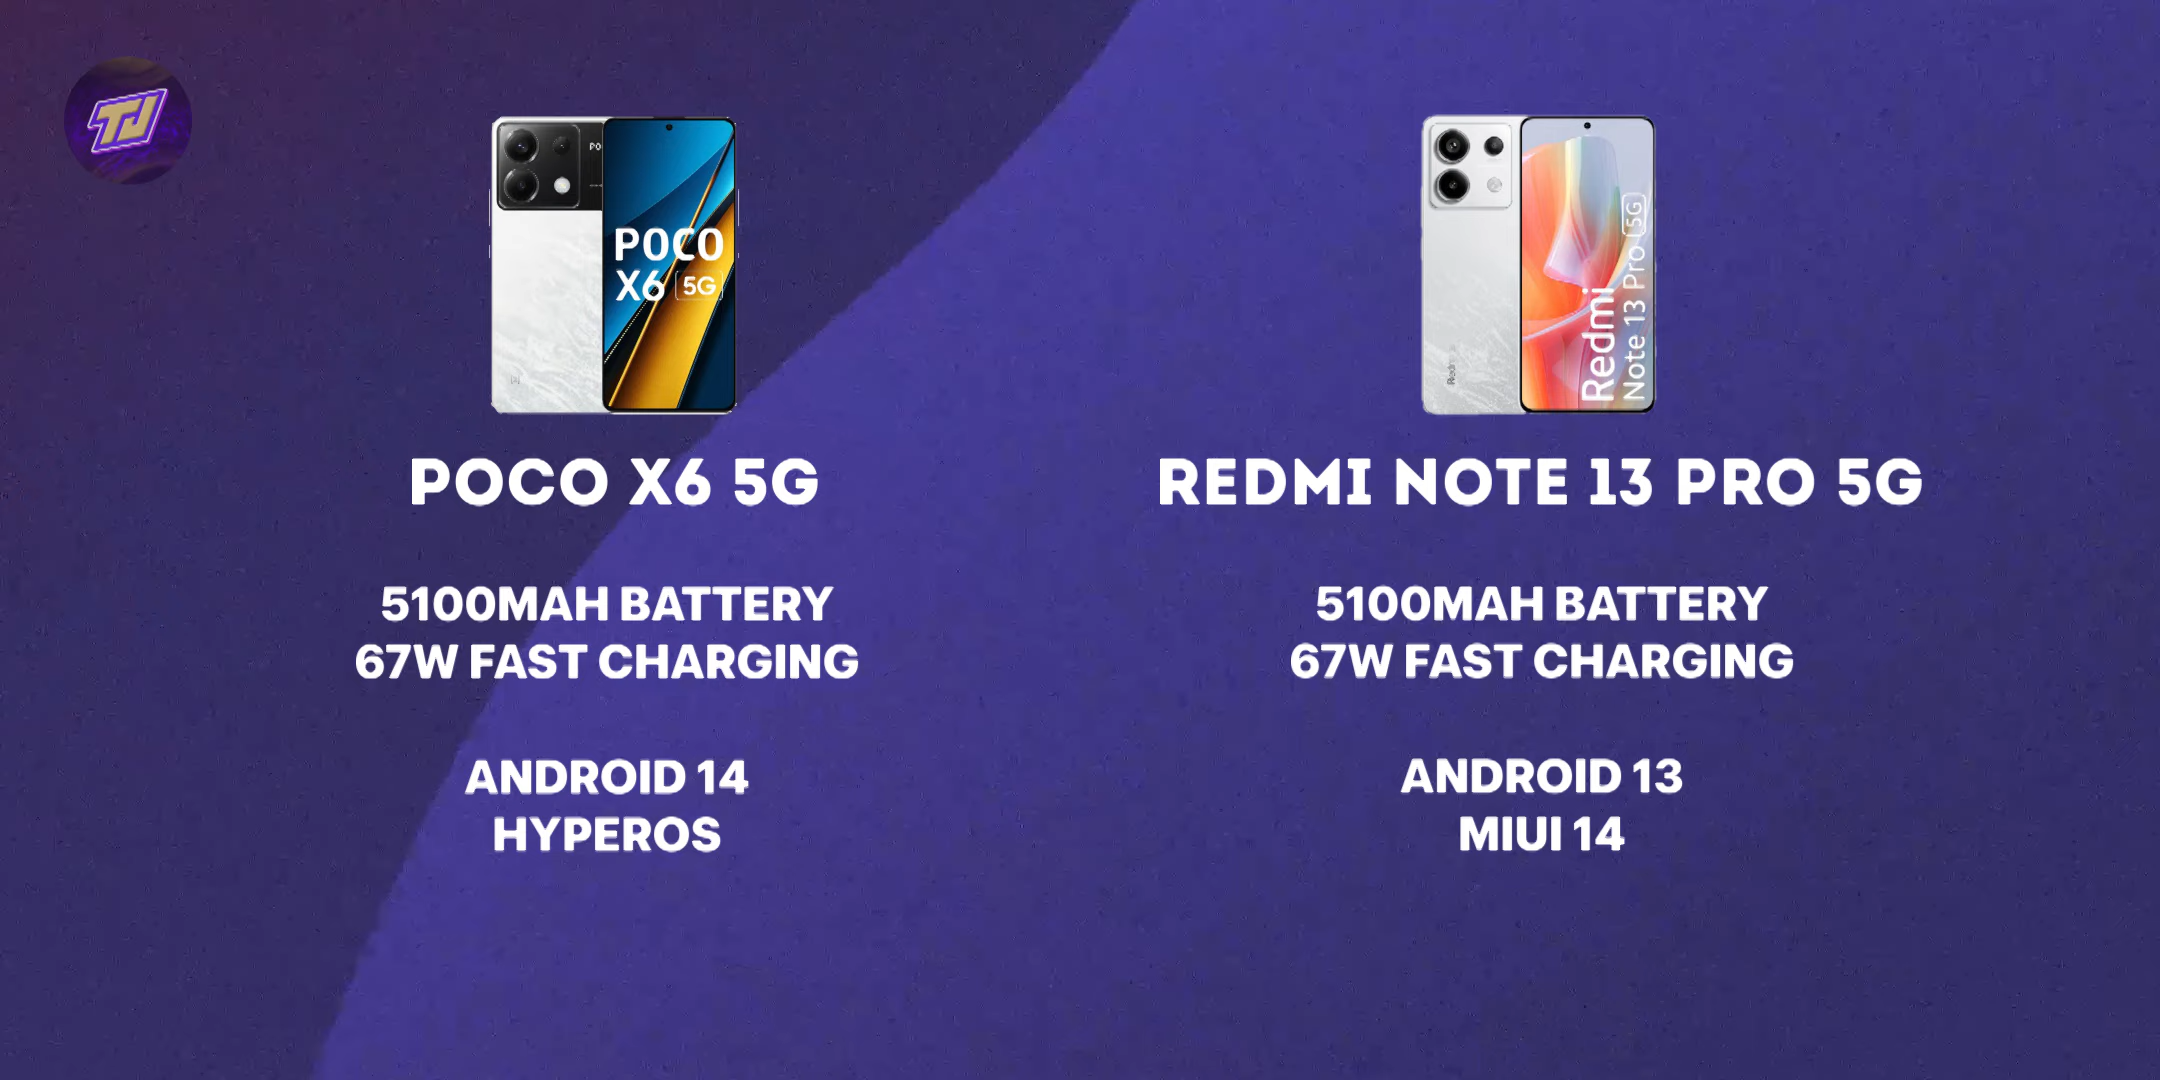 TJ
POCO
X6 5G
Redmi
Note 13 Pro 5G
POCO X6 5G
REDMI NOTE 13 PRO 5G
5100MAH BATTERY
67W FAST CHARGING
5100MAH BATTERY
67W FAST CHARGING
ANDROID 14
HYPEROS
ANDROID 13
MIUI 14